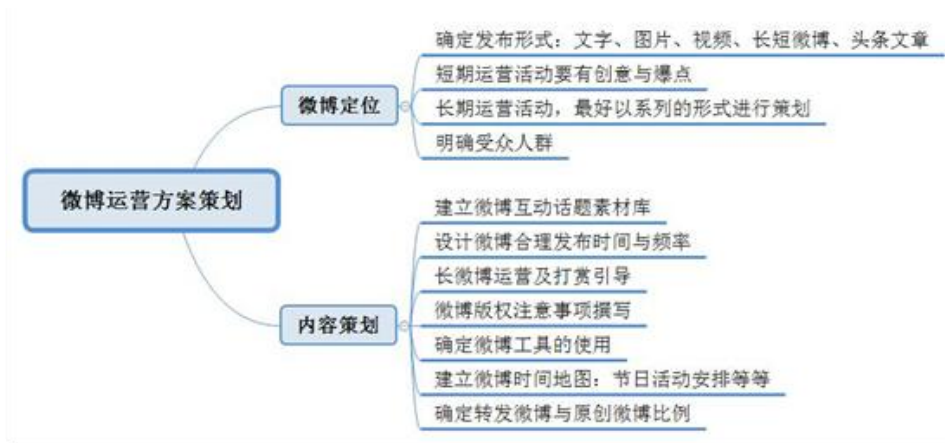 微博运营方案策划
微博定位
确定发布形式：文字、图片、视频、长短微博、头条文章
短期运营活动要有创意与爆点
长期运营活动，最好以系列的形式进行策划
明确受众人群
内容策划
建立微博互动话题素材库
设计微博合理发布时间与频率
长微博运营及打赏引导
微博版权注意事项撰写
确定微博工具的使用
建立微博时间地图：节日活动安排等等
确定转发微博与原创微博比例